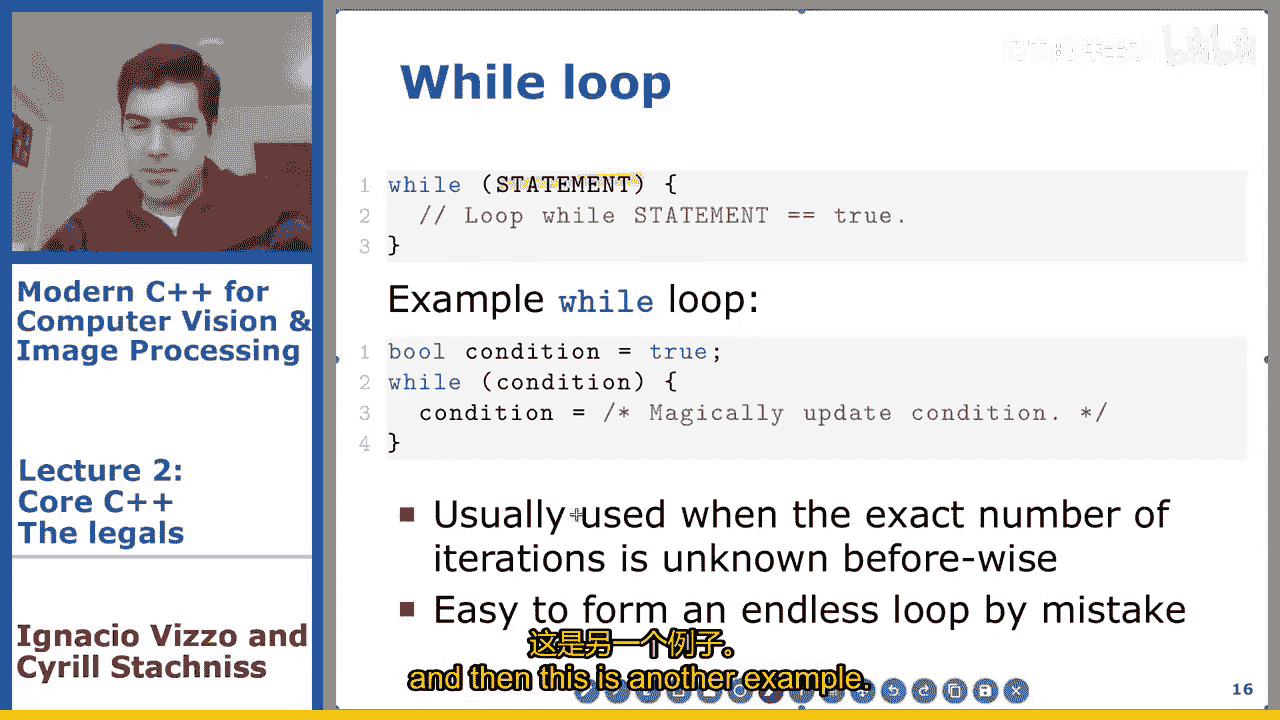 While loop
1 while (STATEMENT) {
2 // Loop while STATEMENT == true.
3 }
Example while loop:
1 bool condition = true;
2 while (condition) {
3 condition = /* Magically update condition. */
4 }
Usually used when the exact number of
iterations is unknown before-wise
Easy to form an endless loop by mistake
Modern C++ for
Computer Vision &
Image Processing
Lecture 2:
Core C++
The legals
Ignacio Vizzo and
Cyrill Stachniss
这是另一个例子。
and then this is another example.
16
bilibili